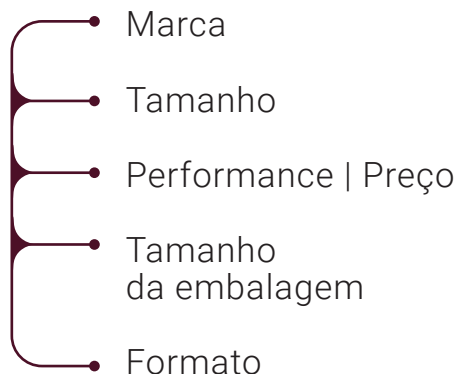 Marca
Tamanho
Performance | Preço
Tamanho
da embalagem
Formato